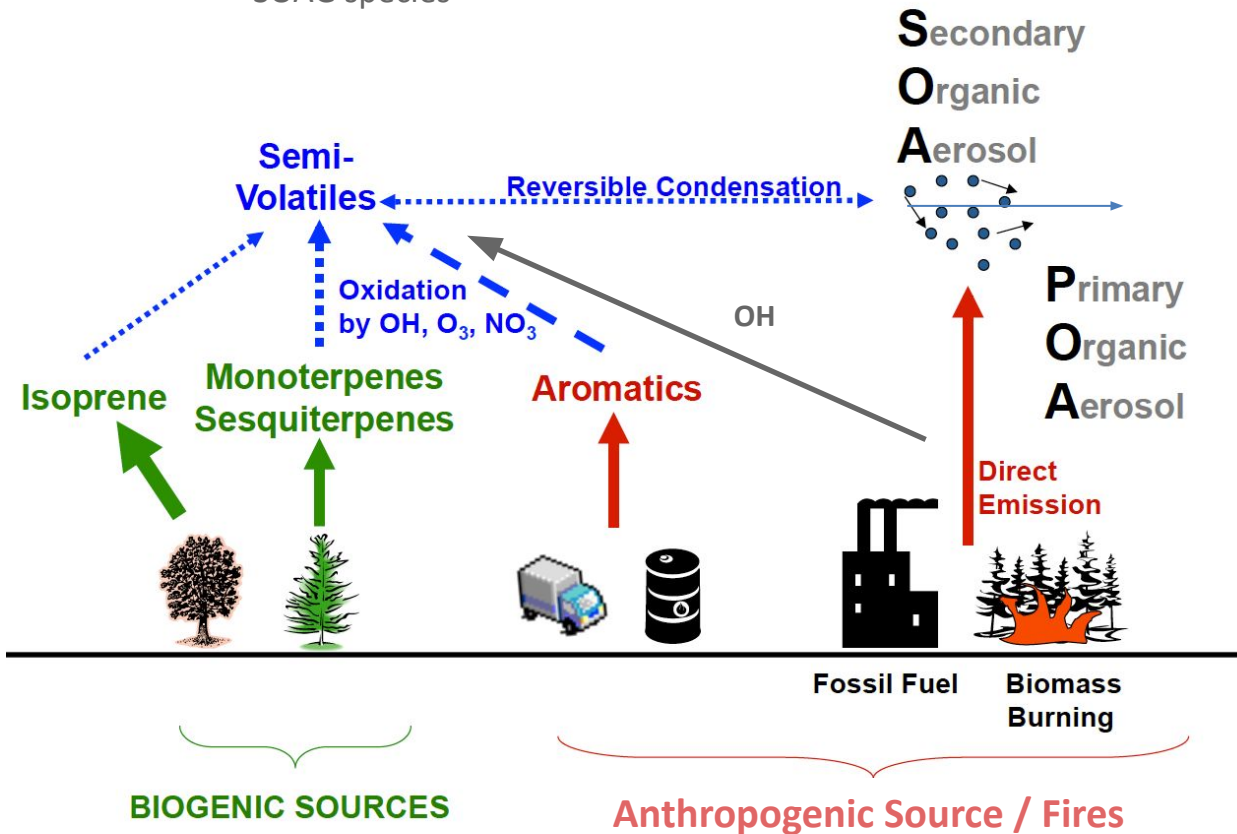 Secondary
Organic
Aerosol
Semi-
Volatiles
Reversible Condensation
Oxidation
by OH, O₃, NO₃
OH
Primary
Organic
Aerosol
Isoprene
Monoterpenes
Sesquiterpenes
Aromatics
Direct
Emission
Fossil Fuel
Biomass
Burning
BIOGENIC SOURCES
Anthropogenic Source / Fires